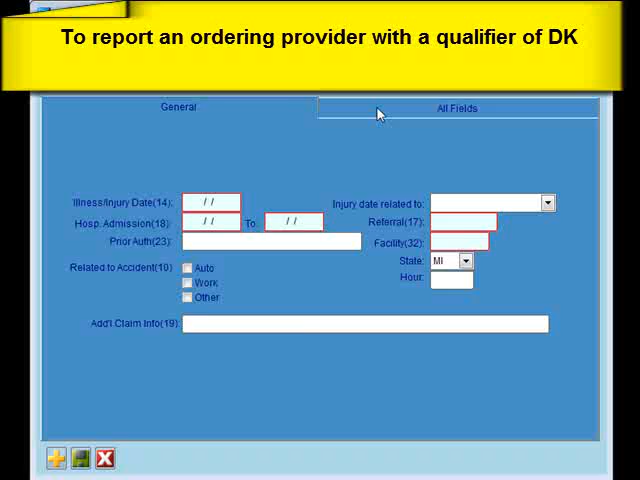 To report an ordering provider with a qualifier of DK
General
All Fields
Illness/Injury Date(14): / /
Injury date related to:
Hosp. Admission(18): / / To: / /
Referral(17):
Prior Auth(23):
Facility(32):
State: MI
Related to Accident(10)
Auto
Hour:
Work
Other
Add'l Claim Info(19):